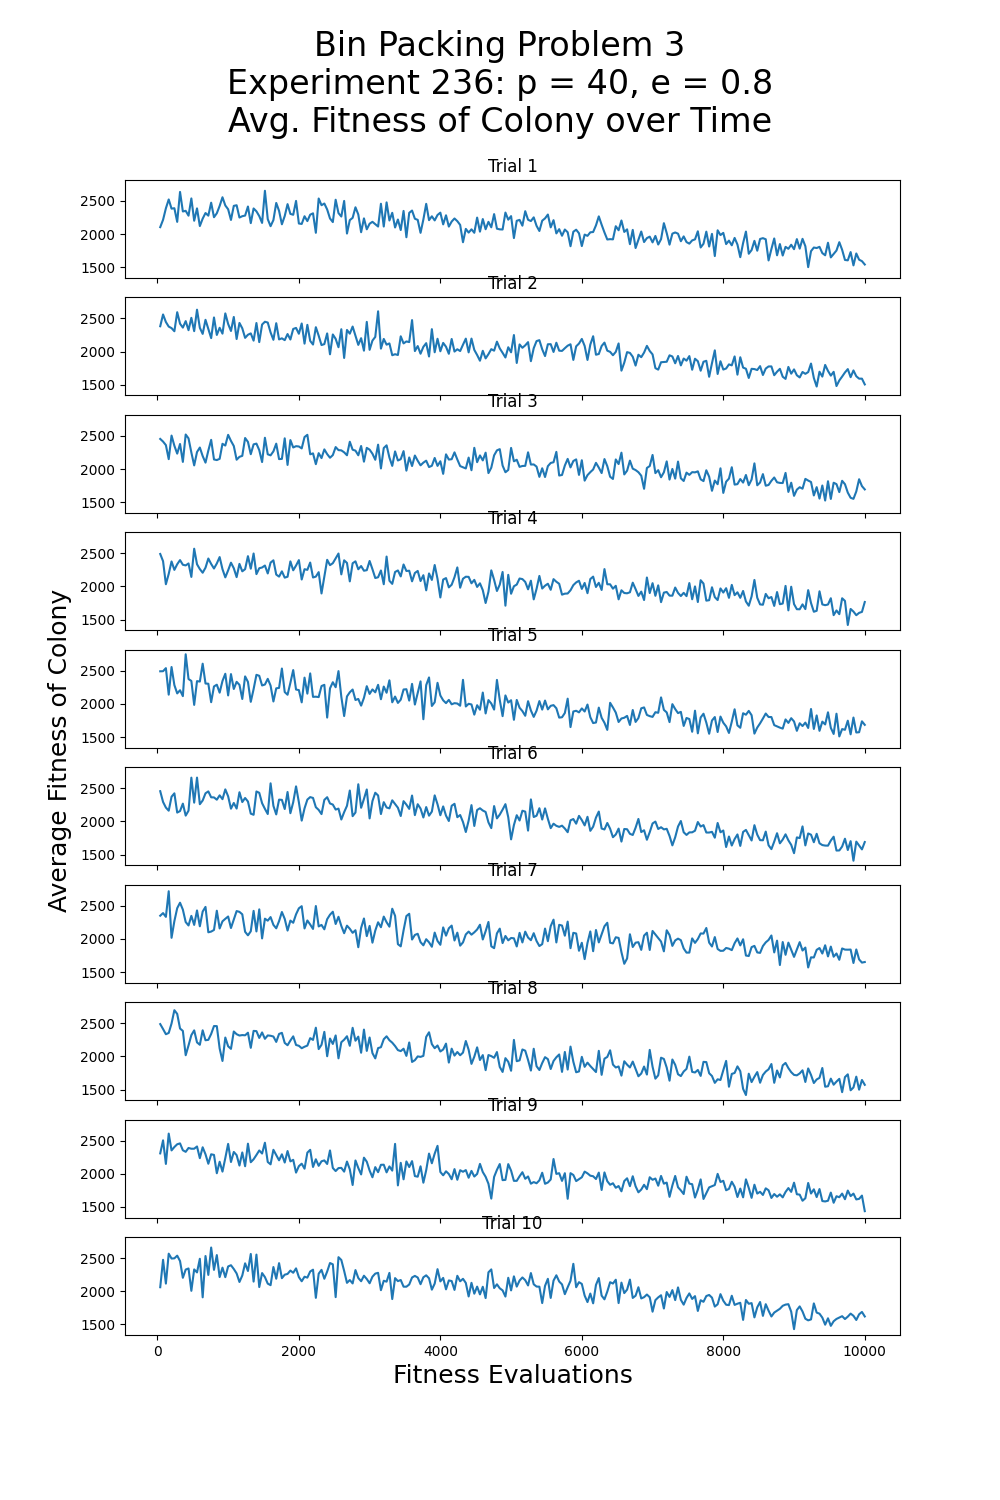 Bin Packing Problem 3
Experiment 236: p = 40, e = 0.8
Avg. Fitness of Colony over Time
Trial 1
2500
2000
1500
Trial 2
2500
2000
1500
Trial 3
2500
2000
1500
Trial 4
2500
2000
1500
Trial 5
2500
2000
1500
Trial 6
2500
2000
1500
Trial 7
2500
2000
1500
Trial 8
2500
2000
1500
Trial 9
2500
2000
1500
Trial 10
2500
2000
1500
0 2000 4000 6000 8000 10000
Fitness Evaluations
Average Fitness of Colony